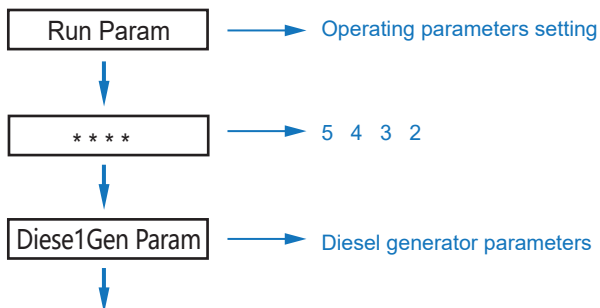 Run Param
Operating parameters setting
* * * *
5 4 3 2
Diese1Gen Param
Diesel generator parameters